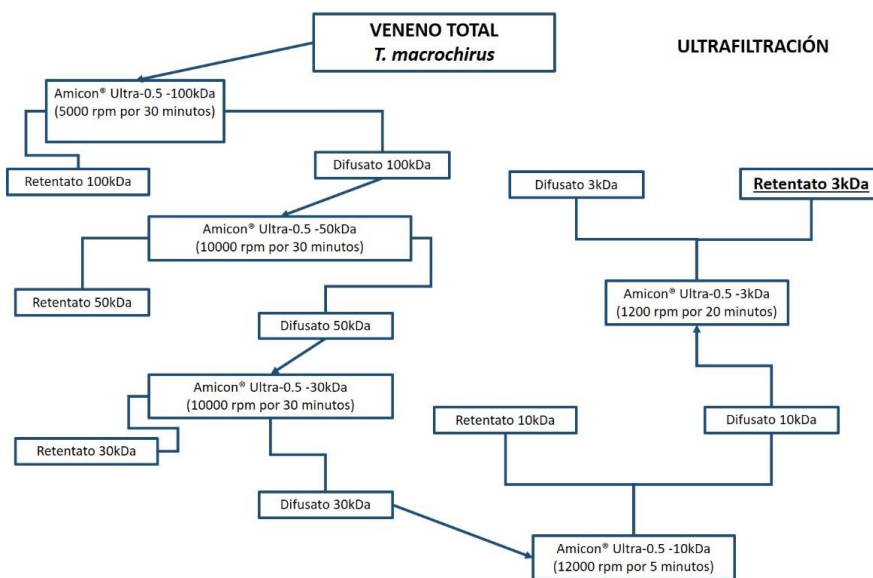 VENENO TOTAL
T. macrochirus
ULTRAFILTRACIÓN
Amicon® Ultra-0.5 -100kDa
(5000 rpm por 30 minutos)
Retentato 100kDa
Difusato 100kDa
Amicon® Ultra-0.5 -50kDa
(10000 rpm por 30 minutos)
Retentato 50kDa
Difusato 50kDa
Amicon® Ultra-0.5 -30kDa
(10000 rpm por 30 minutos)
Retentato 30kDa
Difusato 30kDa
Amicon® Ultra-0.5 -10kDa
(12000 rpm por 5 minutos)
Retentato 10kDa
Difusato 10kDa
Amicon® Ultra-0.5 -3kDa
(1200 rpm por 20 minutos)
Difusato 3kDa
Retentato 3kDa